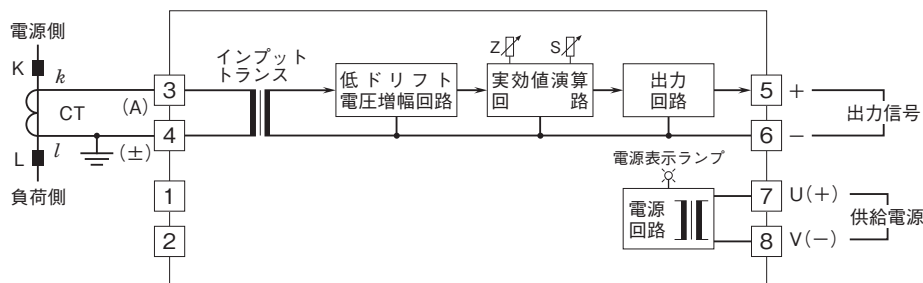 電源側
K
k
CT
(A)
(±)
L
l
負荷側
3
4
1
2
インプット
トランス
低ドリフト
電圧増幅回路
Z
S
実効値演算
回路
出力
回路
5
+
6
−
出力信号
電源表示ランプ
電源
回路
7
U(+)
8
V(−)
供給電源